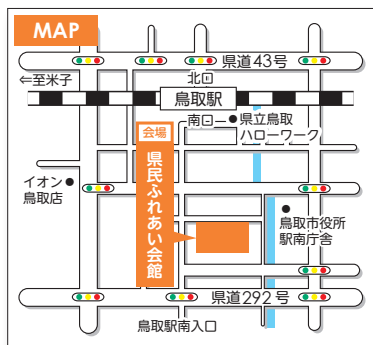 MAP
県道43号
←至米子
北口
鳥取駅
南口
県立鳥取
ハローワーク
会場
県民ふれあい会館
イオン
鳥取店
鳥取市役所
駅南庁舎
県道292号
鳥取駅南入口